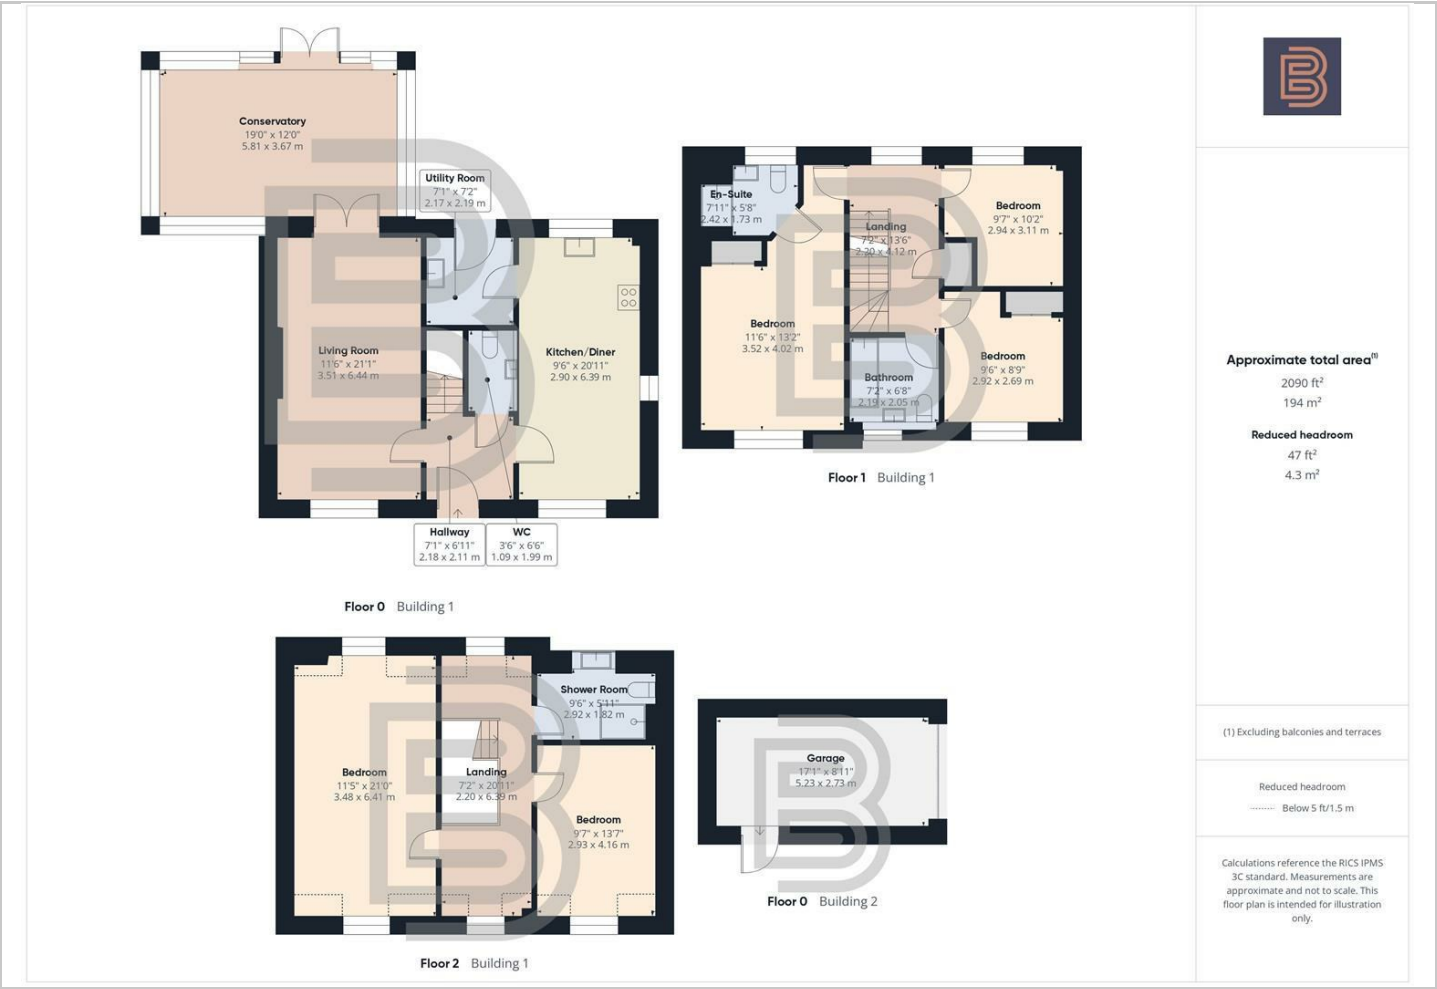 Conservatory
19'0" x 12'0"
5.81 x 3.67 m
Utility Room
7'1" x 7'2"
2.17 x 2.19 m
Living Room
11'6" x 21'1"
3.51 x 6.44 m
Kitchen/Diner
9'6" x 20'11"
2.90 x 6.39 m
Hallway
7'1" x 6'11"
2.18 x 2.11 m
WC
3'6" x 6'6"
1.09 x 1.99 m
Floor 0 Building 1
En-Suite
7'11" x 5'8"
2.42 x 1.73 m
Landing
7'2" x 13'6"
2.20 x 4.12 m
Bedroom
9'7" x 10'2"
2.94 x 3.11 m
Bedroom
11'6" x 13'2"
3.52 x 4.02 m
Bathroom
7'2" x 6'8"
2.19 x 2.05 m
Bedroom
9'6" x 8'9"
2.92 x 2.69 m
Floor 1 Building 1
Shower Room
9'6" x 5'11"
2.92 x 1.82 m
Bedroom
11'5" x 21'0"
3.48 x 6.41 m
Landing
7'2" x 20'11"
2.20 x 6.39 m
Bedroom
9'7" x 13'7"
2.93 x 4.16 m
Floor 2 Building 1
Garage
17'1" x 8'11"
5.23 x 2.73 m
Floor 0 Building 2
B
Approximate total area⁽¹⁾
2090 ft²
194 m²
Reduced headroom
47 ft²
4.3 m²
(1) Excluding balconies and terraces
Reduced headroom
Below 5 ft/1.5 m
Calculations reference the RICS IPMS
3C standard. Measurements are
approximate and not to scale. This
floor plan is intended for illustration
only.